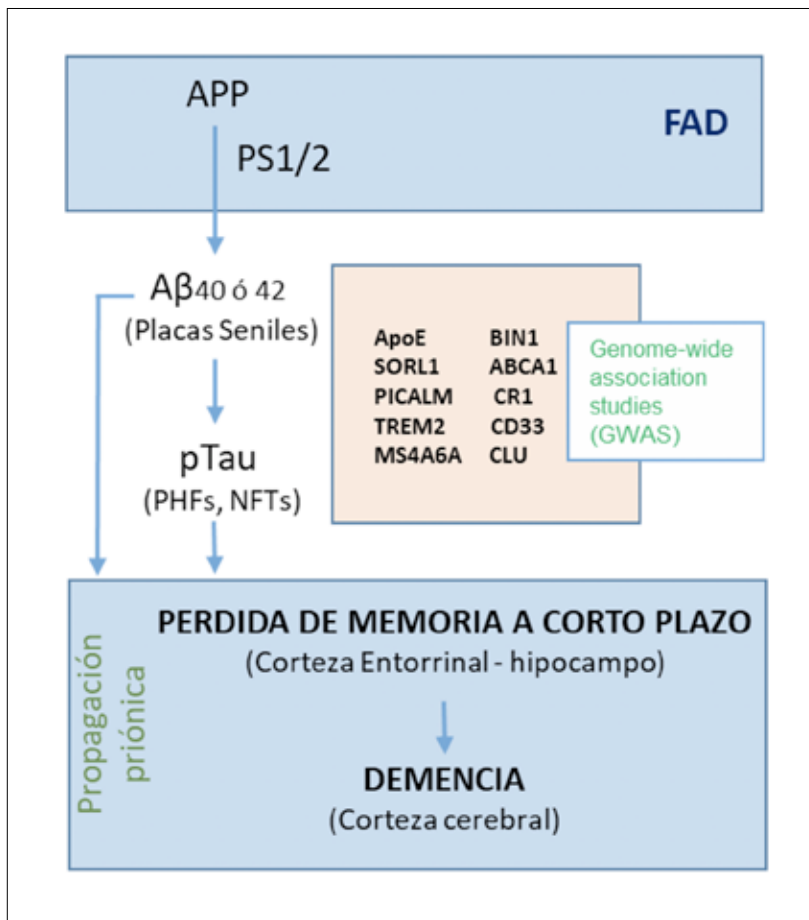 APP
FAD
PS1/2
Aβ40 ó 42
(Placas Seniles)
pTau
(PHFs, NFTs)
ApoE BIN1
SORL1 ABCA1
PICALM CR1
TREM2 CD33
MS4A6A CLU
Genome-wide
association
studies
(GWAS)
Propagación
priónica
PERDIDA DE MEMORIA A CORTO PLAZO
(Corteza Entorrinal - hipocampo)
DEMENCIA
(Corteza cerebral)